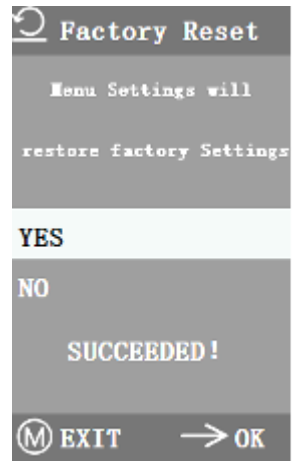 Factory Reset
Menu Settings will
restore factory Settings
YES
NO
SUCCEEDED!
M EXIT → OK